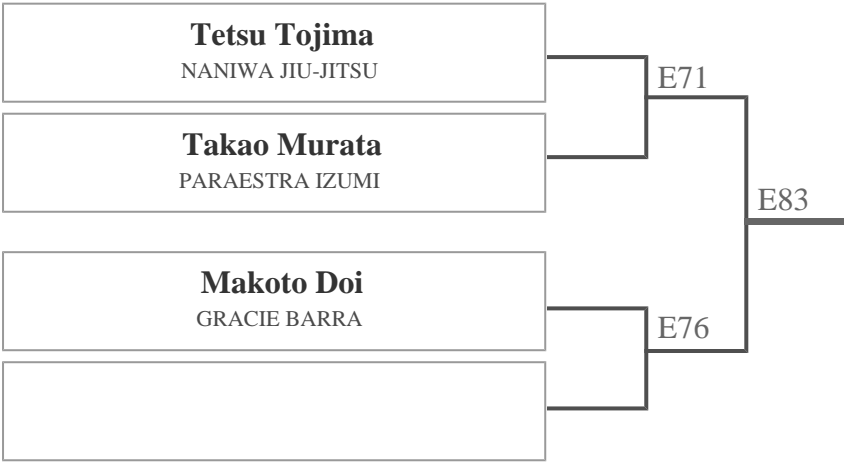 Tetsu Tojima
NANIWA JIU-JITSU
E71
Takao Murata
PARAESTRA IZUMI
E83
Makoto Doi
GRACIE BARRA
E76